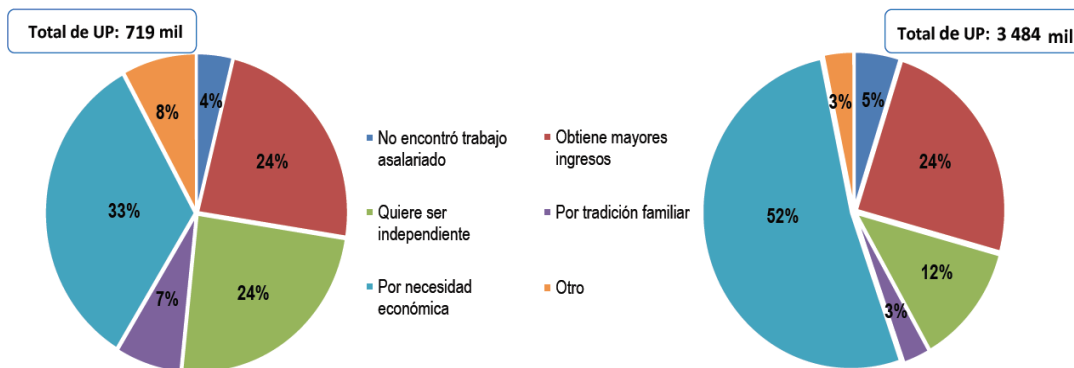 Total de UP: 719 mil
Total de UP: 3 484 mil
8%
4%
24%
33%
7%
24%
No encontró trabajo
asalariado
Obtiene mayores
ingresos
Quiere ser
independiente
Por tradición familiar
Por necesidad
económica
Otro
3%
5%
24%
52%
12%
3%